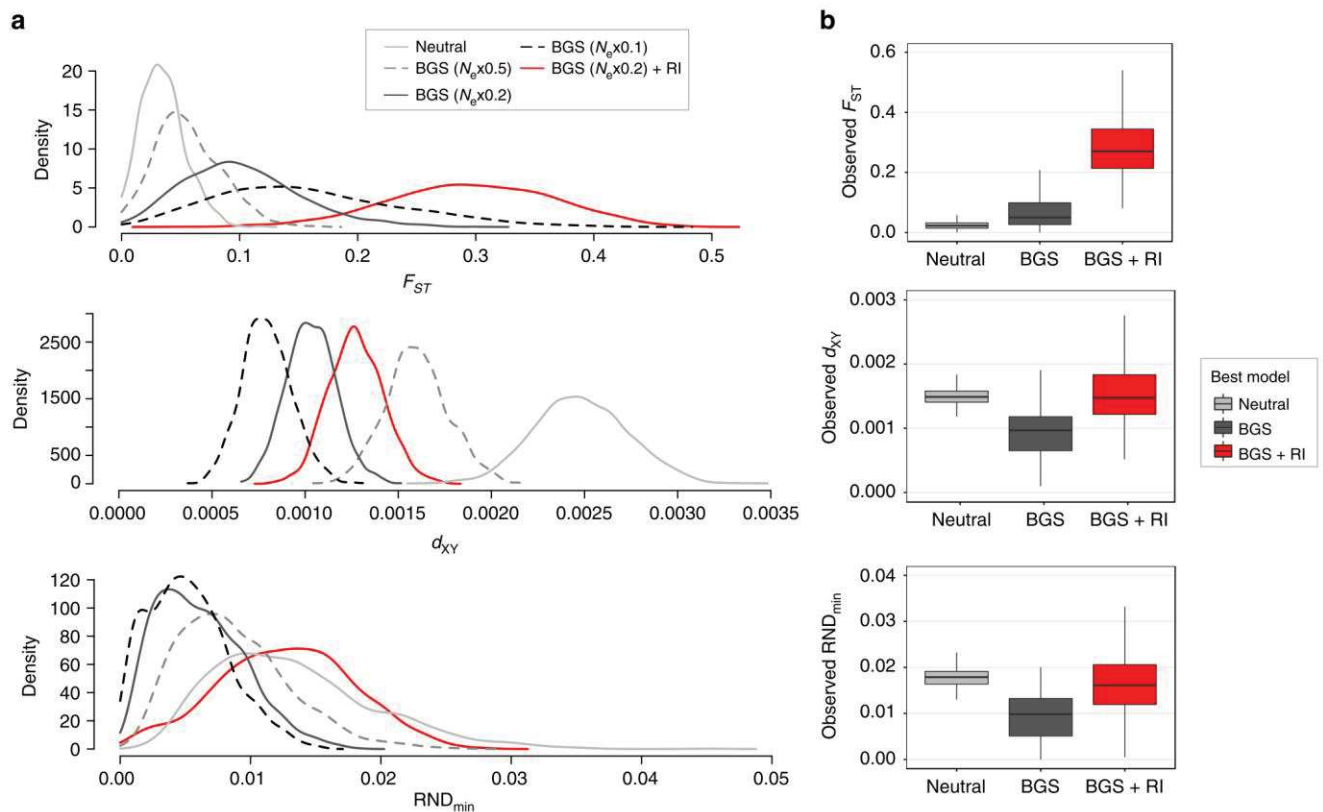 a
Neutral
BGS (Nₑx0.5)
BGS (Nₑx0.2)
BGS (Nₑx0.1)
BGS (Nₑx0.2) + RI
20
15
10
5
0
Density
0.0 0.1 0.2 0.3 0.4 0.5
F_ST
2500
1500
500
0
Density
0.0000 0.0005 0.0010 0.0015 0.0020 0.0025 0.0030 0.0035
d_XY
120
100
80
60
40
20
0
Density
0.00 0.01 0.02 0.03 0.04 0.05
RND_min
b
0.6
0.4
0.2
0.0
Observed F_ST
Neutral BGS BGS + RI
0.003
0.002
0.001
0.000
Observed d_XY
Neutral BGS BGS + RI
0.04
0.03
0.02
0.01
0.00
Observed RND_min
Neutral BGS BGS + RI
Best model
Neutral
BGS
BGS + RI